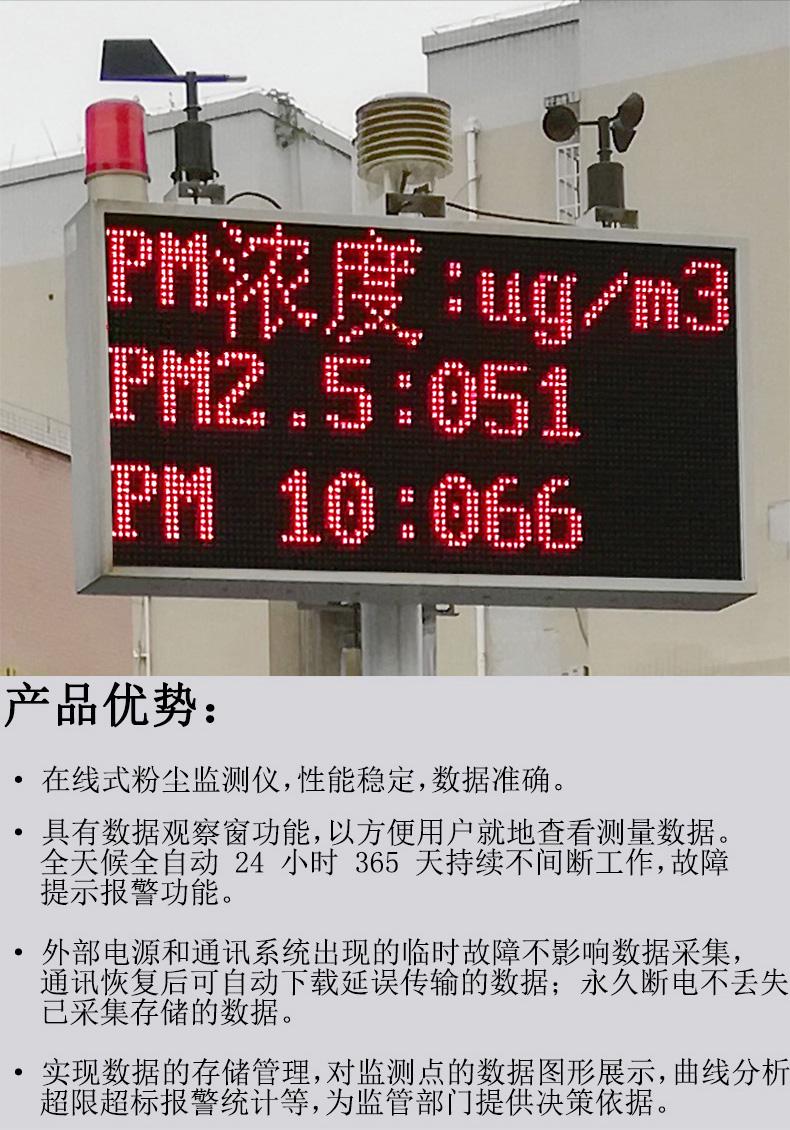 PM浓度:ug/m3
PM2.5:051
PM 10:066
产品优势：
• 在线式粉尘监测仪,性能稳定,数据准确。
• 具有数据观察窗功能,以方便用户就地查看测量数据。
全天候全自动 24 小时 365 天持续不间断工作,故障
提示报警功能。
• 外部电源和通讯系统出现的临时故障不影响数据采集,
通讯恢复后可自动下载延误传输的数据；永久断电不丢失
已采集存储的数据。
• 实现数据的存储管理,对监测点的数据图形展示,曲线分析
超限超标报警统计等,为监管部门提供决策依据。